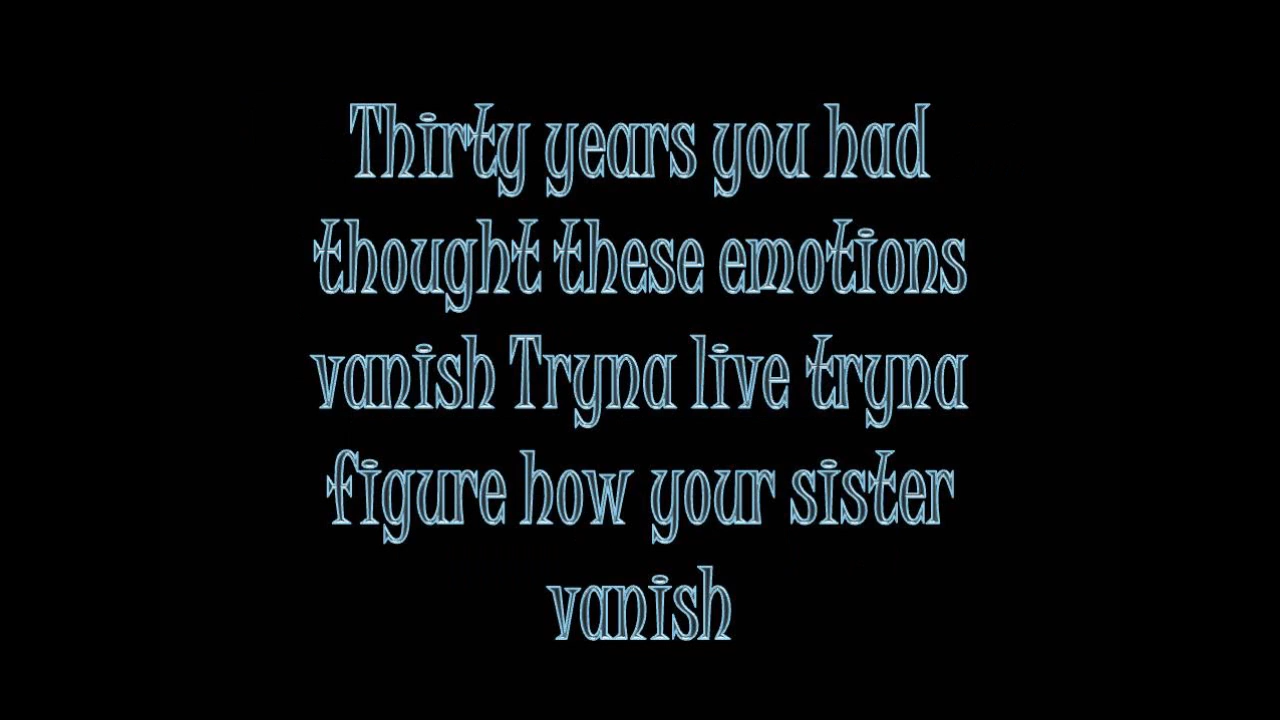 Thirty years you had
thought these emotions
vanish Tryna live tryna
figure how your sister
vanish